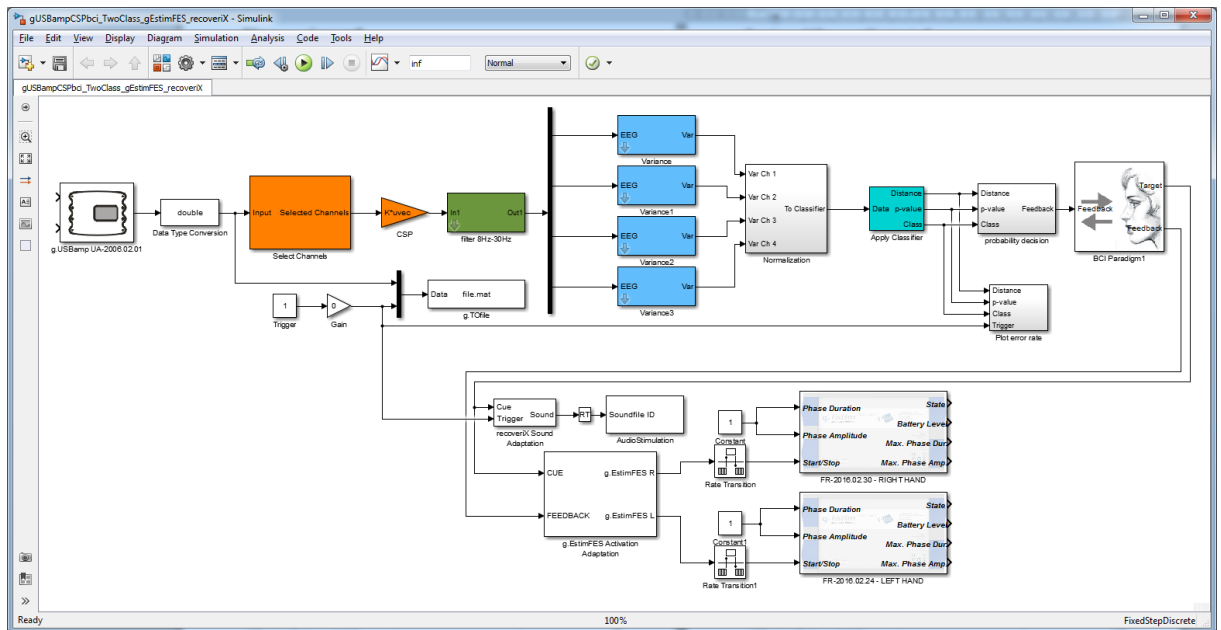 gUSBampCSPbci_TwoClass_gEstimFES_recoveriX - Simulink
File Edit View Display Diagram Simulation Analysis Code Tools Help
inf
Normal
gUSBampCSPbci_TwoClass_gEstimFES_recoveriX
g.USBamp UA-2006.02.01
double
Data Type Conversion
Input Selected Channels
Select Channels
K*uvec
CSP
In1 Out1
filter 8Hz-30Hz
EEG Var
Variance
EEG Var
Variance1
EEG Var
Variance2
EEG Var
Variance3
Var Ch 1
Var Ch 2
To Classifier
Var Ch 3
Var Ch 4
Normalization
Distance
Data p-value
Class
Apply Classifier
Distance
p-value Feedback
Class
probability decision
Target
Feedback
Feedback
BCI Paradigm1
Distance
p-value
Class
Trigger
Plot error rate
1
Trigger
0
Gain
Data file.mat
g.TOfile
Cue
Sound
Trigger
recoveriX Sound
Adaptation
RT
Soundfile ID
AudioStimulation
CUE g.EstimFES R
FEEDBACK g.EstimFES L
g.EstimFES Activation
Adaptation
1
Constant
Rate Transition
Phase Duration State
Battery Level
Phase Amplitude Max. Phase Dur.
Start/Stop Max. Phase Amp.
FR-2016.02.30 - RIGHT HAND
1
Constant1
Rate Transition1
Phase Duration State
Battery Level
Phase Amplitude Max. Phase Dur.
Start/Stop Max. Phase Amp.
FR-2016.02.24 - LEFT HAND
Ready 100% FixedStepDiscrete